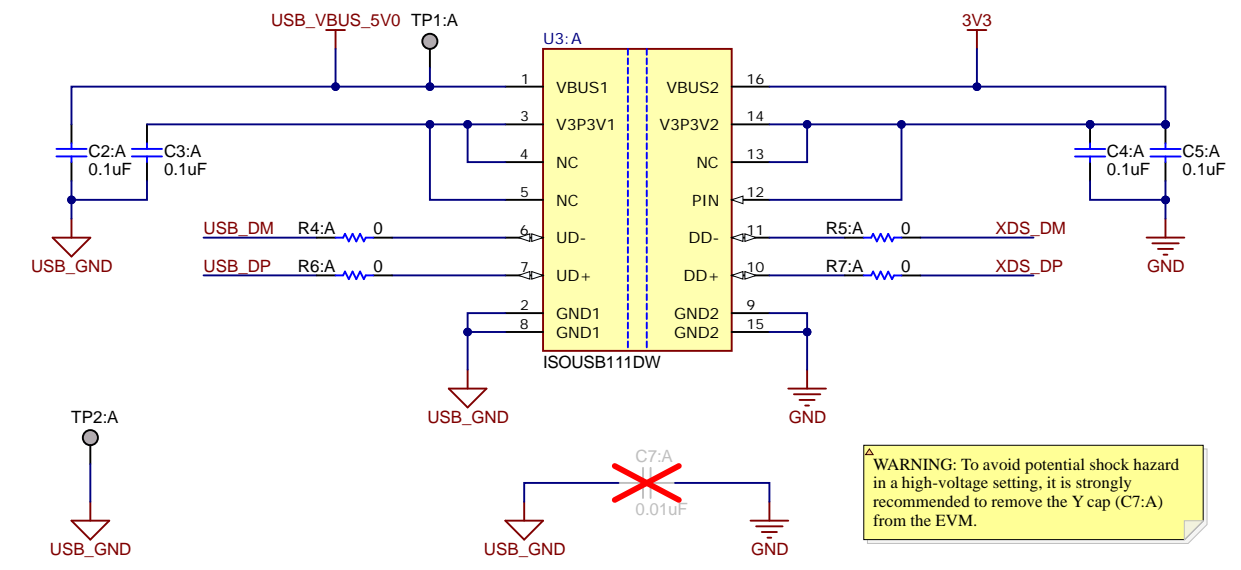 USB_VBUS_5V0 TP1:A 3V3
U3:A
1 VBUS1 VBUS2 16
3 V3P3V1 V3P3V2 14
C2:A C3:A C4:A C5:A
0.1uF 0.1uF 0.1uF 0.1uF
4 NC NC 13
5 NC PIN 12
USB_DM R4:A 0 6 UD- DD- 11 R5:A 0 XDS_DM
USB_GND GND
USB_DP R6:A 0 7 UD+ DD+ 10 R7:A 0 XDS_DP
2 GND1 GND2 9
8 GND1 GND2 15
ISOUSB111DW
USB_GND GND
TP2:A
USB_GND
C7:A
0.01uF
USB_GND GND
WARNING: To avoid potential shock hazard
in a high-voltage setting, it is strongly
recommended to remove the Y cap (C7:A)
from the EVM.